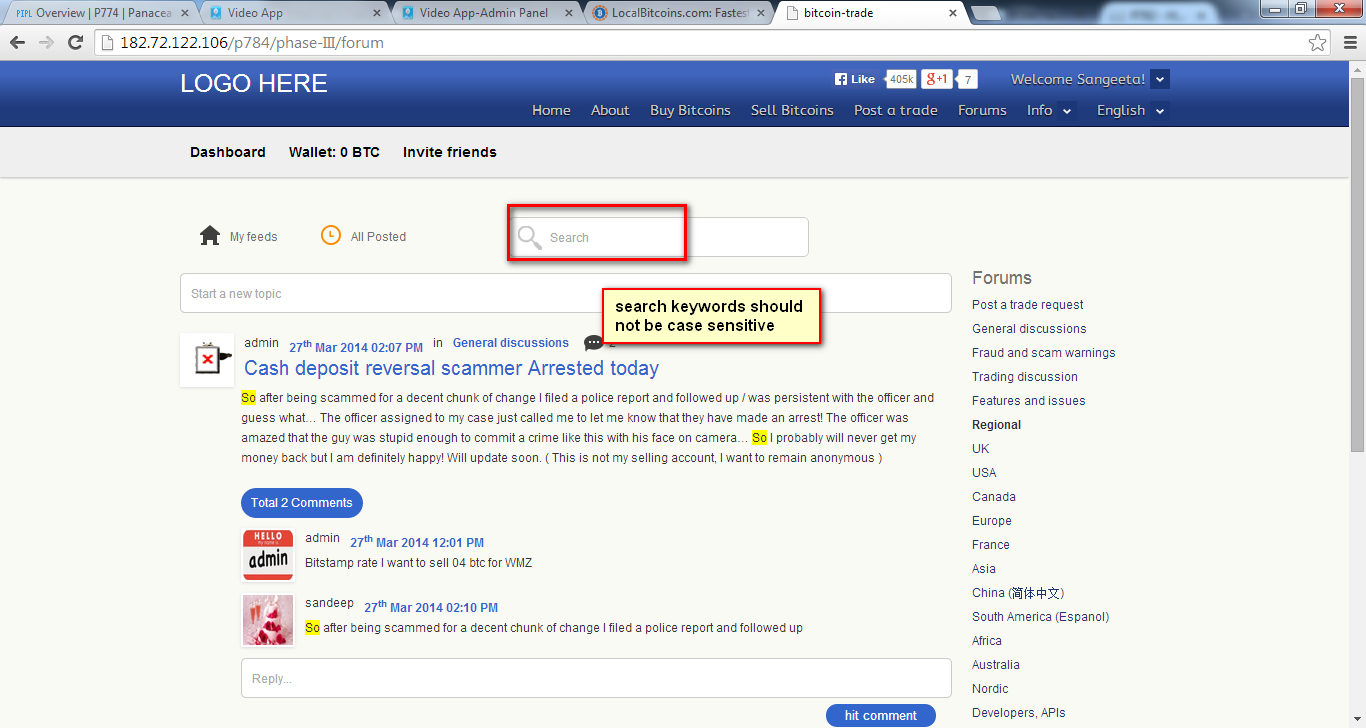 PIPL Overview | P774 | Panacea
Video App
Video App-Admin Panel
LocalBitcoins.com: Fastest
bitcoin-trade
182.72.122.106/p784/phase-III/forum
LOGO HERE
Like 405k g+1 7 Welcome Sangeeta!
Home About Buy Bitcoins Sell Bitcoins Post a trade Forums Info English
Dashboard Wallet: 0 BTC Invite friends
My feeds All Posted Search
Start a new topic
search keywords should
not be case sensitive
admin 27th Mar 2014 02:07 PM in General discussions
Cash deposit reversal scammer Arrested today
So after being scammed for a decent chunk of change I filed a police report and followed up / was persistent with the officer and
guess what... The officer assigned to my case just called me to let me know that they have made an arrest! The officer was
amazed that the guy was stupid enough to commit a crime like this with his face on camera... So I probably will never get my
money back but I am definitely happy! Will update soon. ( This is not my selling account, I want to remain anonymous )
Total 2 Comments
HELLO
admin
admin 27th Mar 2014 12:01 PM
Bitstamp rate I want to sell 04 btc for WMZ
sandeep 27th Mar 2014 02:10 PM
So after being scammed for a decent chunk of change I filed a police report and followed up
Reply...
hit comment
Forums
Post a trade request
General discussions
Fraud and scam warnings
Trading discussion
Features and issues
Regional
UK
USA
Canada
Europe
France
Asia
China (简体中文)
South America (Espanol)
Africa
Australia
Nordic
Developers, APIs